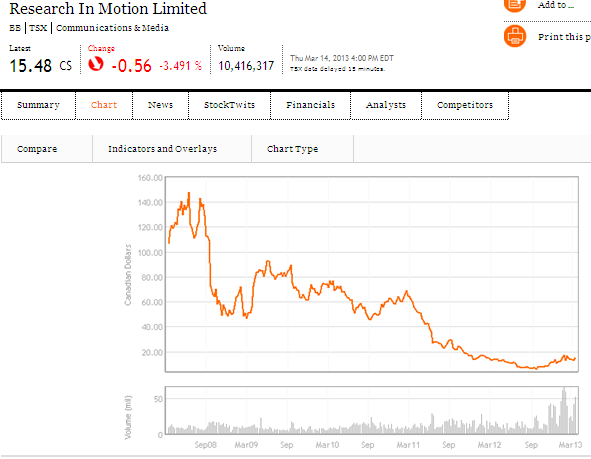 Research In Motion Limited
BB | TSX | Communications & Media
Add to ...
Print this p
Latest Change Volume
15.48 C$ -0.56 -3.491 % 10,416,317
Thu Mar 14, 2013 4:00 PM EDT
TSX data delayed 15 minutes.
Summary Chart News StockTwits Financials Analysts Competitors
Compare Indicators and Overlays Chart Type
160.00
140.00
120.00
100.00
80.00
60.00
40.00
20.00
Canadian Dollars
50
0
Volume (mil)
Sep08 Mar09 Sep Mar10 Sep Mar11 Sep Mar12 Sep Mar13